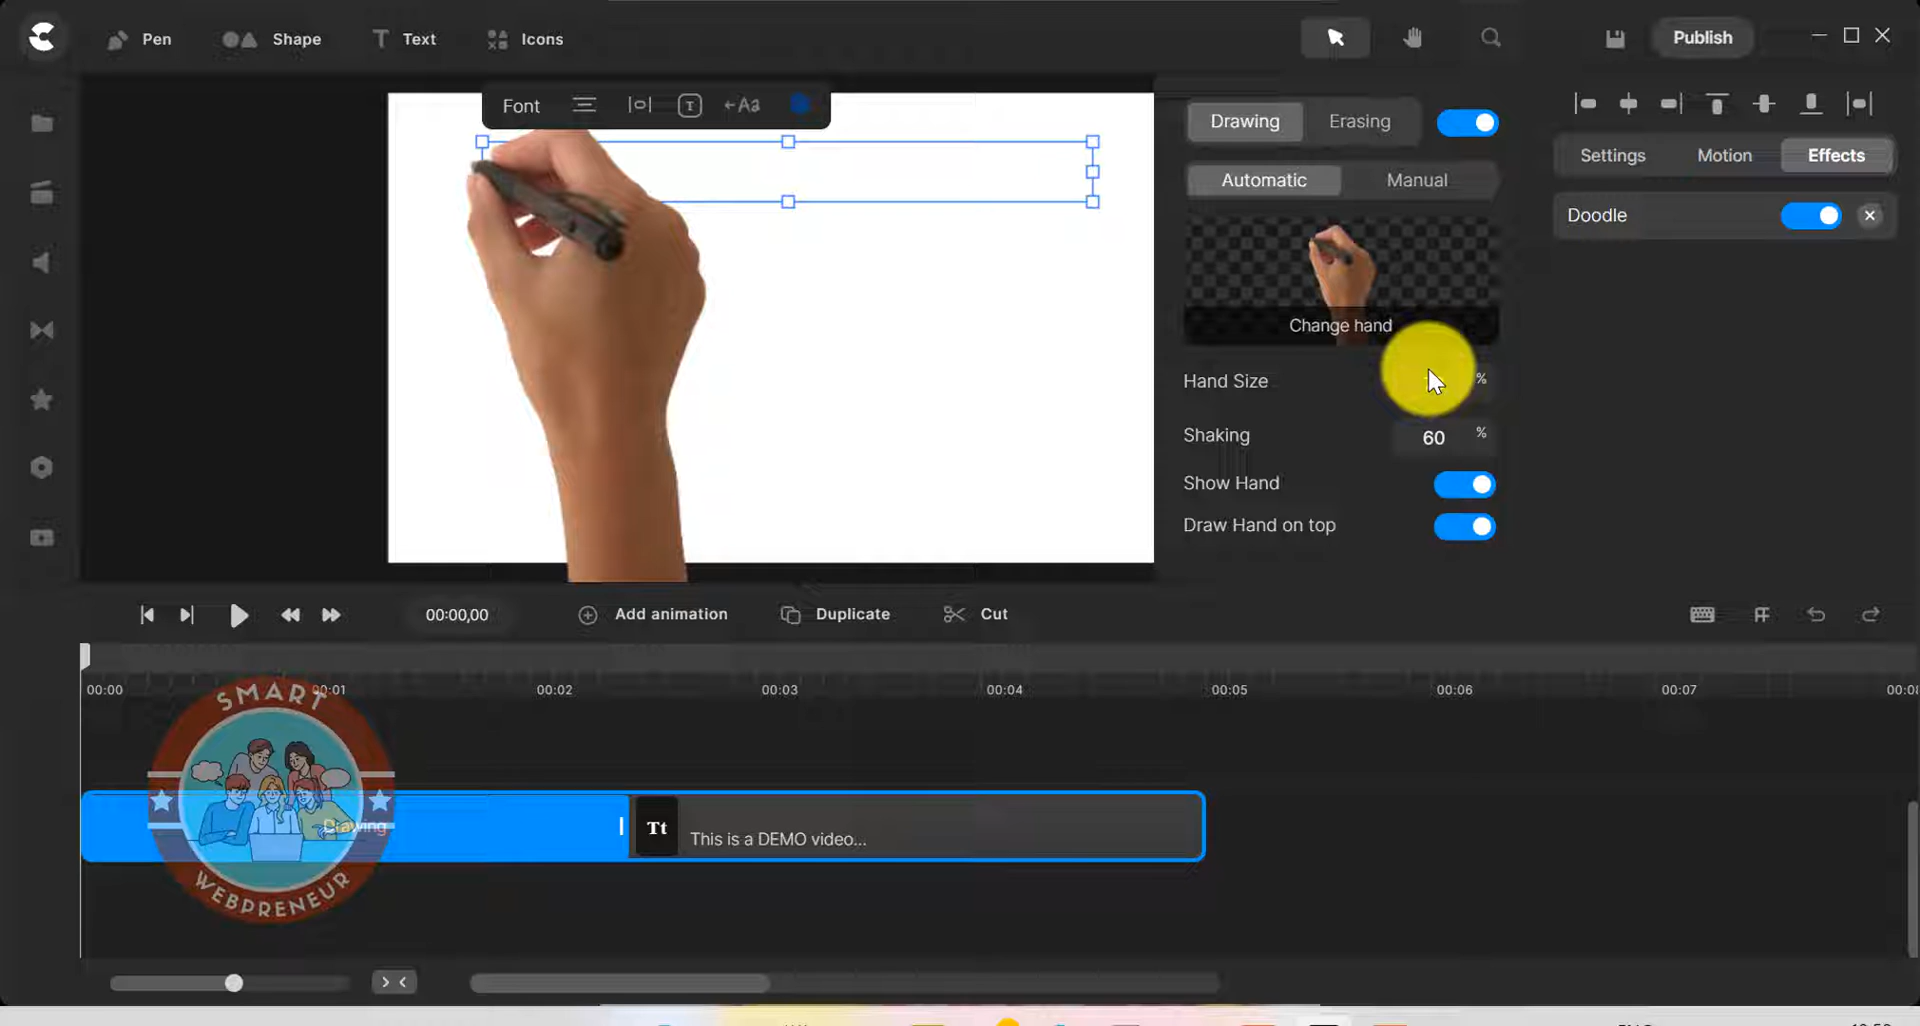 Pen Shape Text Icons Publish
Font Aa
Drawing Erasing
Automatic Manual
Settings Motion Effects
Doodle
Change hand
Hand Size %
Shaking 60 %
Show Hand
Draw Hand on top
00:00,00 Add animation Duplicate Cut
00:00 00:01 00:02 00:03 00:04 00:05 00:06 00:07
SMART
Drawing Tt This is a DEMO video...
WEBPRENEUR